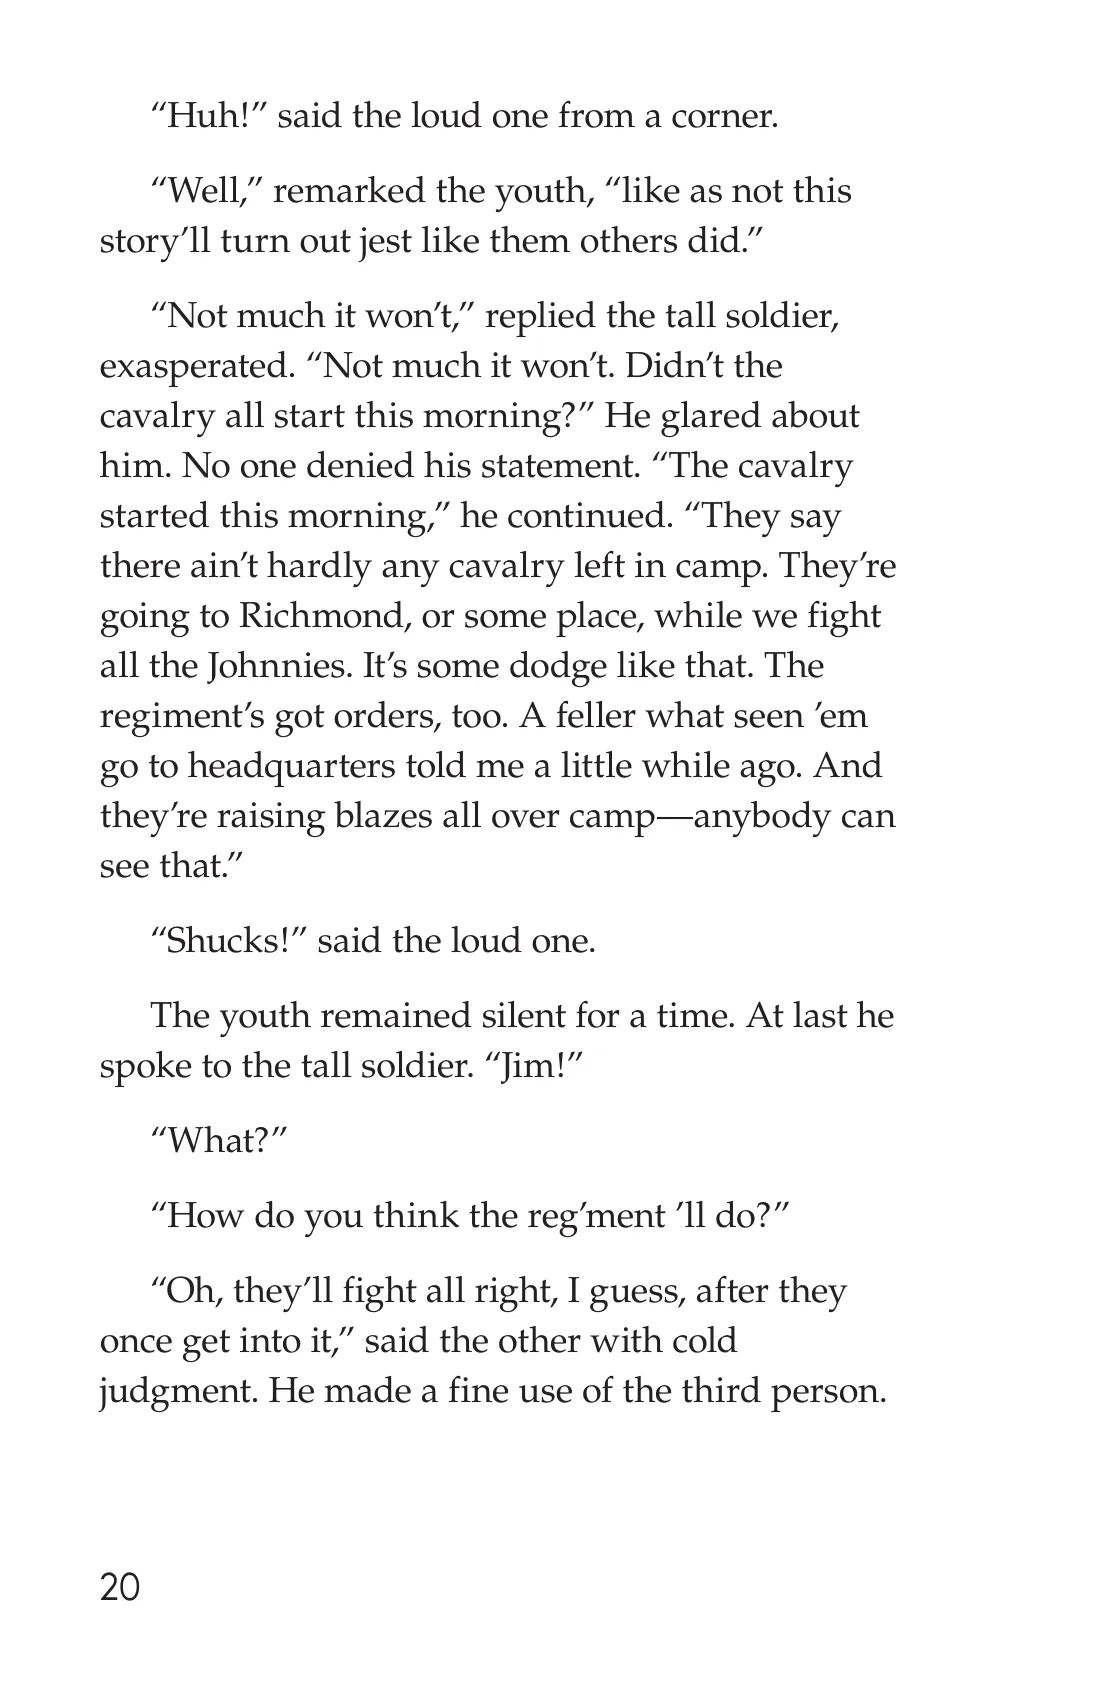 “Huh!” said the loud one from a corner.
“Well,” remarked the youth, “like as not this
story’ll turn out jest like them others did.”
“Not much it won’t,” replied the tall soldier,
exasperated. “Not much it won’t. Didn’t the
cavalry all start this morning?” He glared about
him. No one denied his statement. “The cavalry
started this morning,” he continued. “They say
there ain’t hardly any cavalry left in camp. They’re
going to Richmond, or some place, while we fight
all the Johnnies. It’s some dodge like that. The
regiment’s got orders, too. A feller what seen ’em
go to headquarters told me a little while ago. And
they’re raising blazes all over camp—anybody can
see that.”
“Shucks!” said the loud one.
The youth remained silent for a time. At last he
spoke to the tall soldier. “Jim!”
“What?”
“How do you think the reg’ment ’ll do?”
“Oh, they’ll fight all right, I guess, after they
once get into it,” said the other with cold
judgment. He made a fine use of the third person.
20